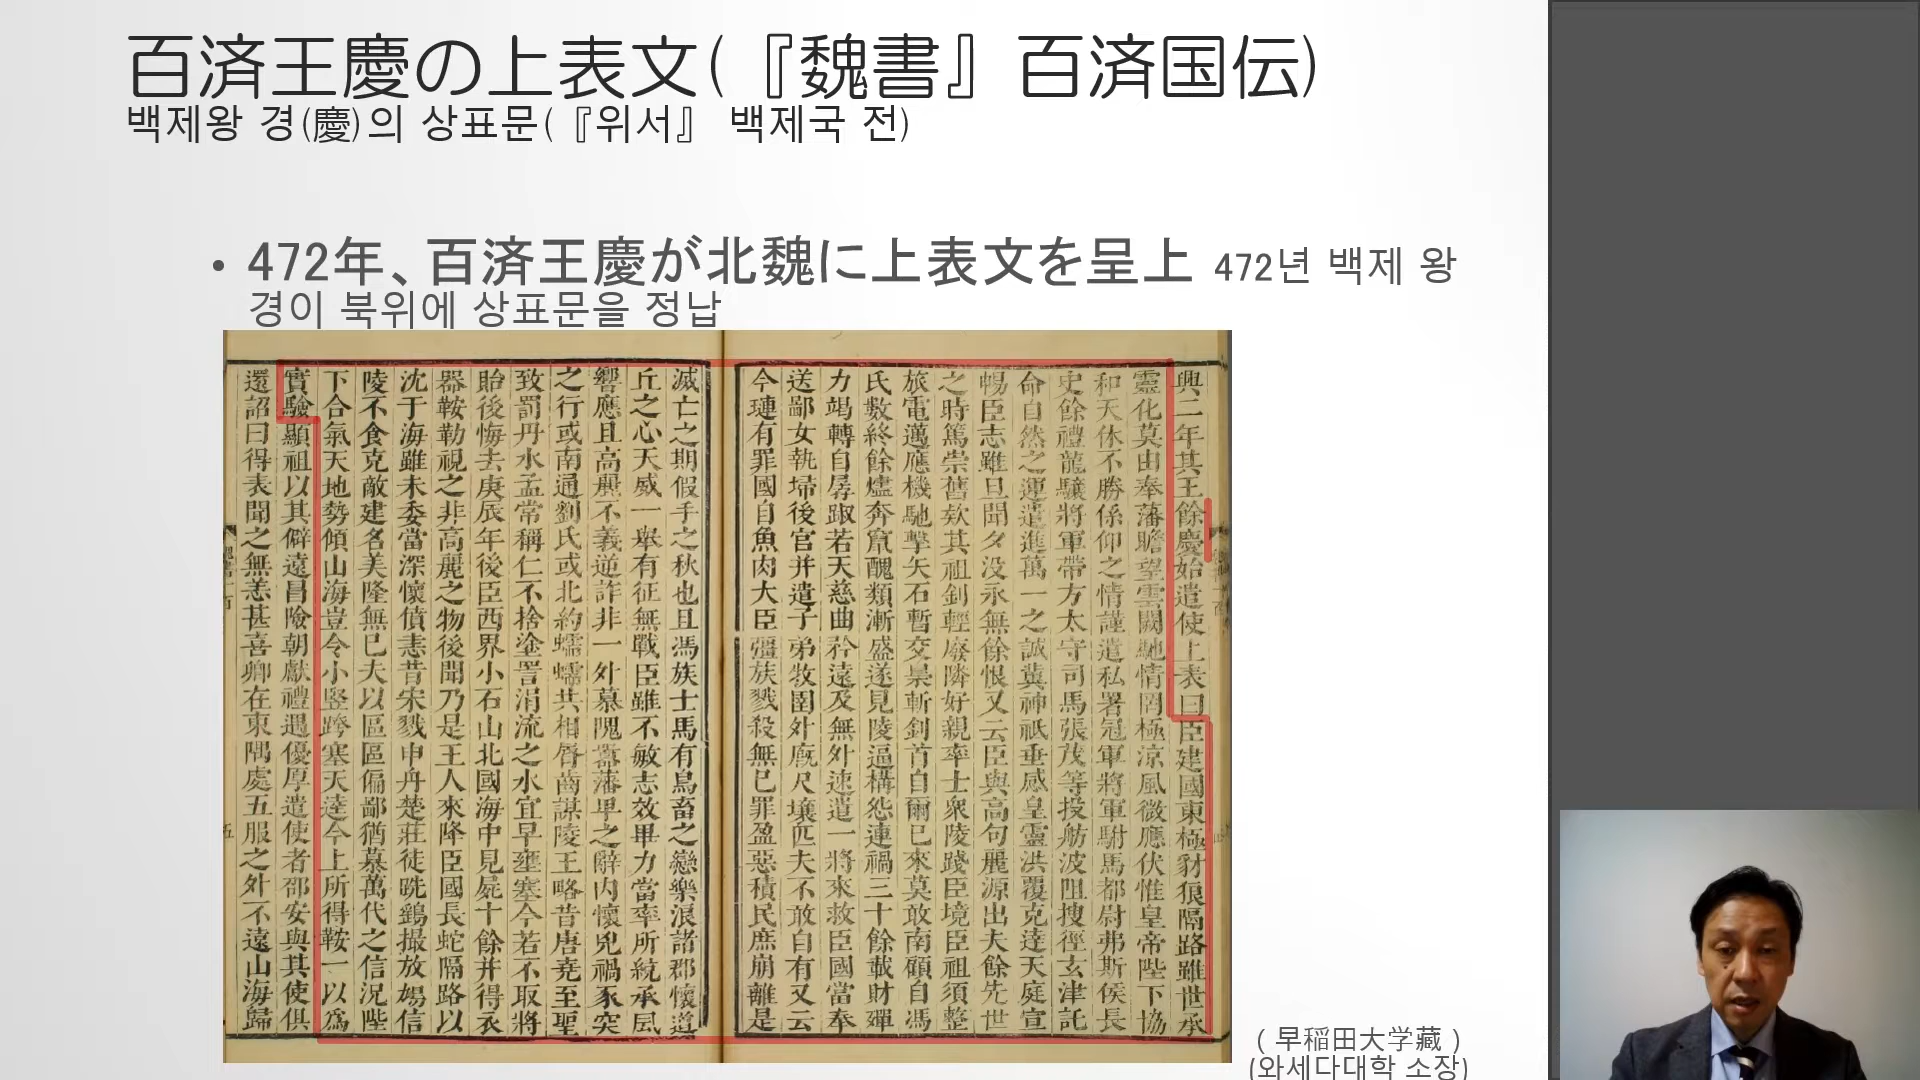 百済王慶の上表文(『魏書』百済国伝)
백제왕 경(慶)의 상표문(『위서』 백제국 전)
• 472年、百済王慶が北魏に上表文を呈上 472년 백제 왕
경이 북위에 상표문을 정납
興二年其王餘慶始遣使上表曰臣建國東極豺狼隔路雖世承
靈化莫由奉藩瞻望雲闕馳情罔極涼風微應伏惟皇帝陛下協
和天休不勝係仰之情謹遣私署冠軍將軍駙馬都尉弗斯侯長
史餘禮龍驤將軍帶方太守司馬張茂等投舫波阻搜徑玄津託
命自然之運遣進萬一之誠冀神祇垂感皇靈洪覆克達天庭宣
暢臣志雖旦聞夕没永無餘恨又云臣與高句麗源出夫餘先世
之時篤崇舊欵其祖釗輕廢隣好親率士衆陵踐臣境臣祖須整
旅電邁應機馳擊矢石暫交梟斬釗首自爾已來莫敢南顧自馮
氏數終餘燼奔竄醜類漸盛遂見陵逼構怨連禍三十餘載財殫
力竭轉自孱踧若天慈曲矜遠及無外速遣一將來救臣國當奉
送鄙女執埽後宫并遣子弟牧圉外廐尺壤匹夫不敢自有又云
今璉有罪國自魚肉大臣彊族戮殺無已罪盈惡積民庶崩離是
滅亡之期假手之秋也且馮族士馬有鳥畜之戀樂浪諸郡懷首
丘之心天威一舉有征無戰臣雖不敏志效畢力當率所統承風
響應且高麗不義逆詐非一外慕隗嚚藩卑之辭内懷兇禍豕突
之行或南通劉氏或北約蠕蠕共相脣齒謀陵王略昔唐堯至聖
致罰丹水孟常稱仁不捨塗詈涓流之水宜早壅塞今若不取將
貽後悔去庚辰年後臣西界小石山北國海中見屍十餘并得衣
器鞍勒視之非高麗之物後聞乃是王人來降臣國長蛇隔路以
沈于海雖未委當深懷憤恚昔宋戮申舟楚莊徒跣鷂撮放鳩信
陵不食克敵建名美隆無已夫以區區偏鄙猶慕萬代之信況陛
下合氣天地勢傾山海豈令小竪跨塞天逵今上所得鞍一以爲
實驗顯祖以其僻遠冒險朝獻禮遇優厚遣使者邵安與其使俱
還詔曰得表聞之無恙甚喜卿在東隅處五服之外不遠山海歸
(早稲田大学藏)
(와세다대학 소장)